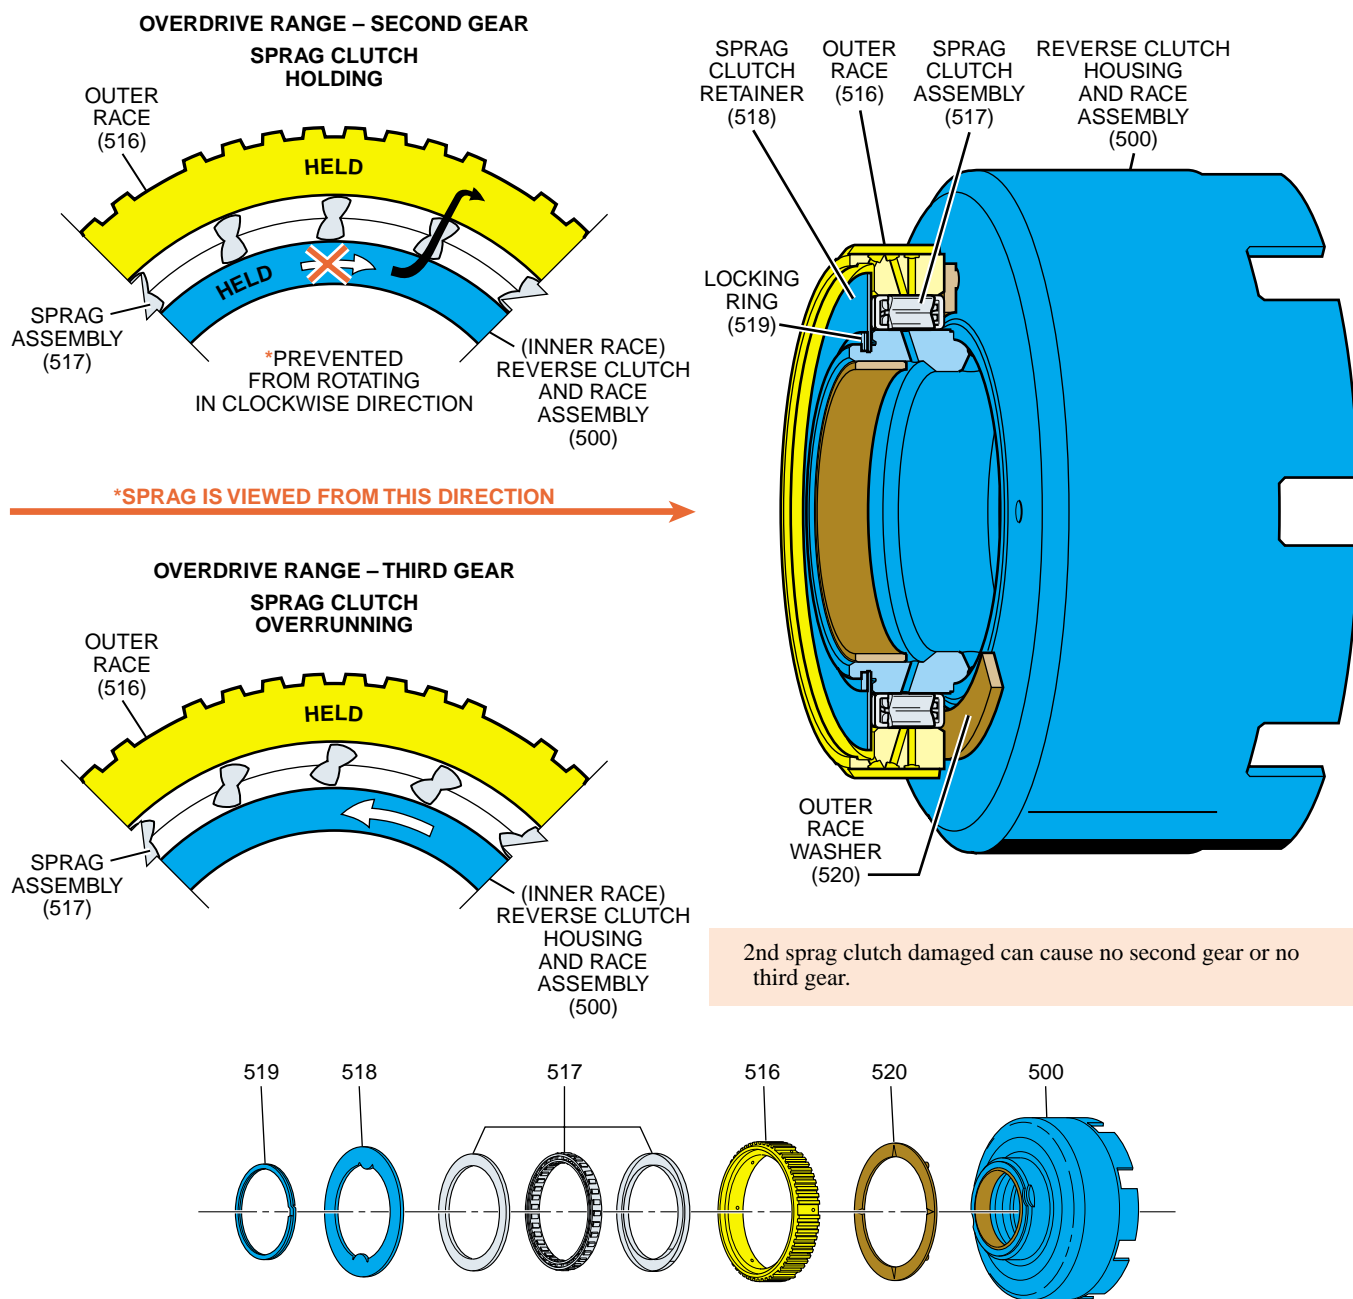 OVERDRIVE RANGE – SECOND GEAR
SPRAG CLUTCH
HOLDING
OUTER
RACE
(516)
HELD
HELD
SPRAG
ASSEMBLY
(517)
*PREVENTED
FROM ROTATING
IN CLOCKWISE DIRECTION
(INNER RACE)
REVERSE CLUTCH
AND RACE
ASSEMBLY
(500)
*SPRAG IS VIEWED FROM THIS DIRECTION
OVERDRIVE RANGE – THIRD GEAR
SPRAG CLUTCH
OVERRUNNING
OUTER
RACE
(516)
HELD
SPRAG
ASSEMBLY
(517)
(INNER RACE)
REVERSE CLUTCH
HOUSING
AND RACE
ASSEMBLY
(500)
SPRAG
CLUTCH
RETAINER
(518)
OUTER
RACE
(516)
SPRAG
CLUTCH
ASSEMBLY
(517)
REVERSE CLUTCH
HOUSING
AND RACE
ASSEMBLY
(500)
LOCKING
RING
(519)
OUTER
RACE
WASHER
(520)
2nd sprag clutch damaged can cause no second gear or no
third gear.
519
518
517
516
520
500